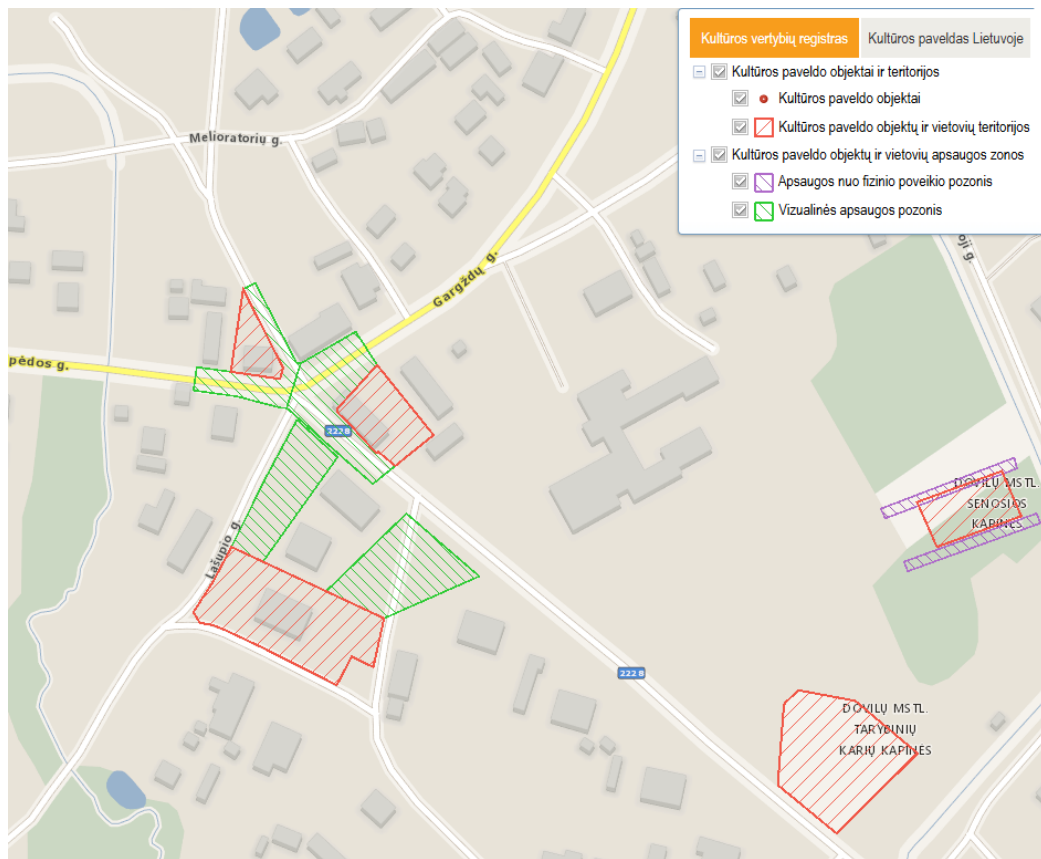 Kultūros vertybių registras
Kultūros paveldas Lietuvoje
Kultūros paveldo objektai ir teritorijos
Kultūros paveldo objektai
Kultūros paveldo objektų ir vietovių teritorijos
Kultūros paveldo objektų ir vietovių apsaugos zonos
Apsaugos nuo fizinio poveikio pozonis
Vizualinės apsaugos pozonis
Melioratorių g.
Gargždų g.
oji g.
pėdos g.
2228
DOVILŲ MSTL.
SENOSIOS
KAPINĖS
Lašupio g.
2228
DOVILŲ MSTL.
TARYBINIŲ
KARIŲ KAPINĖS